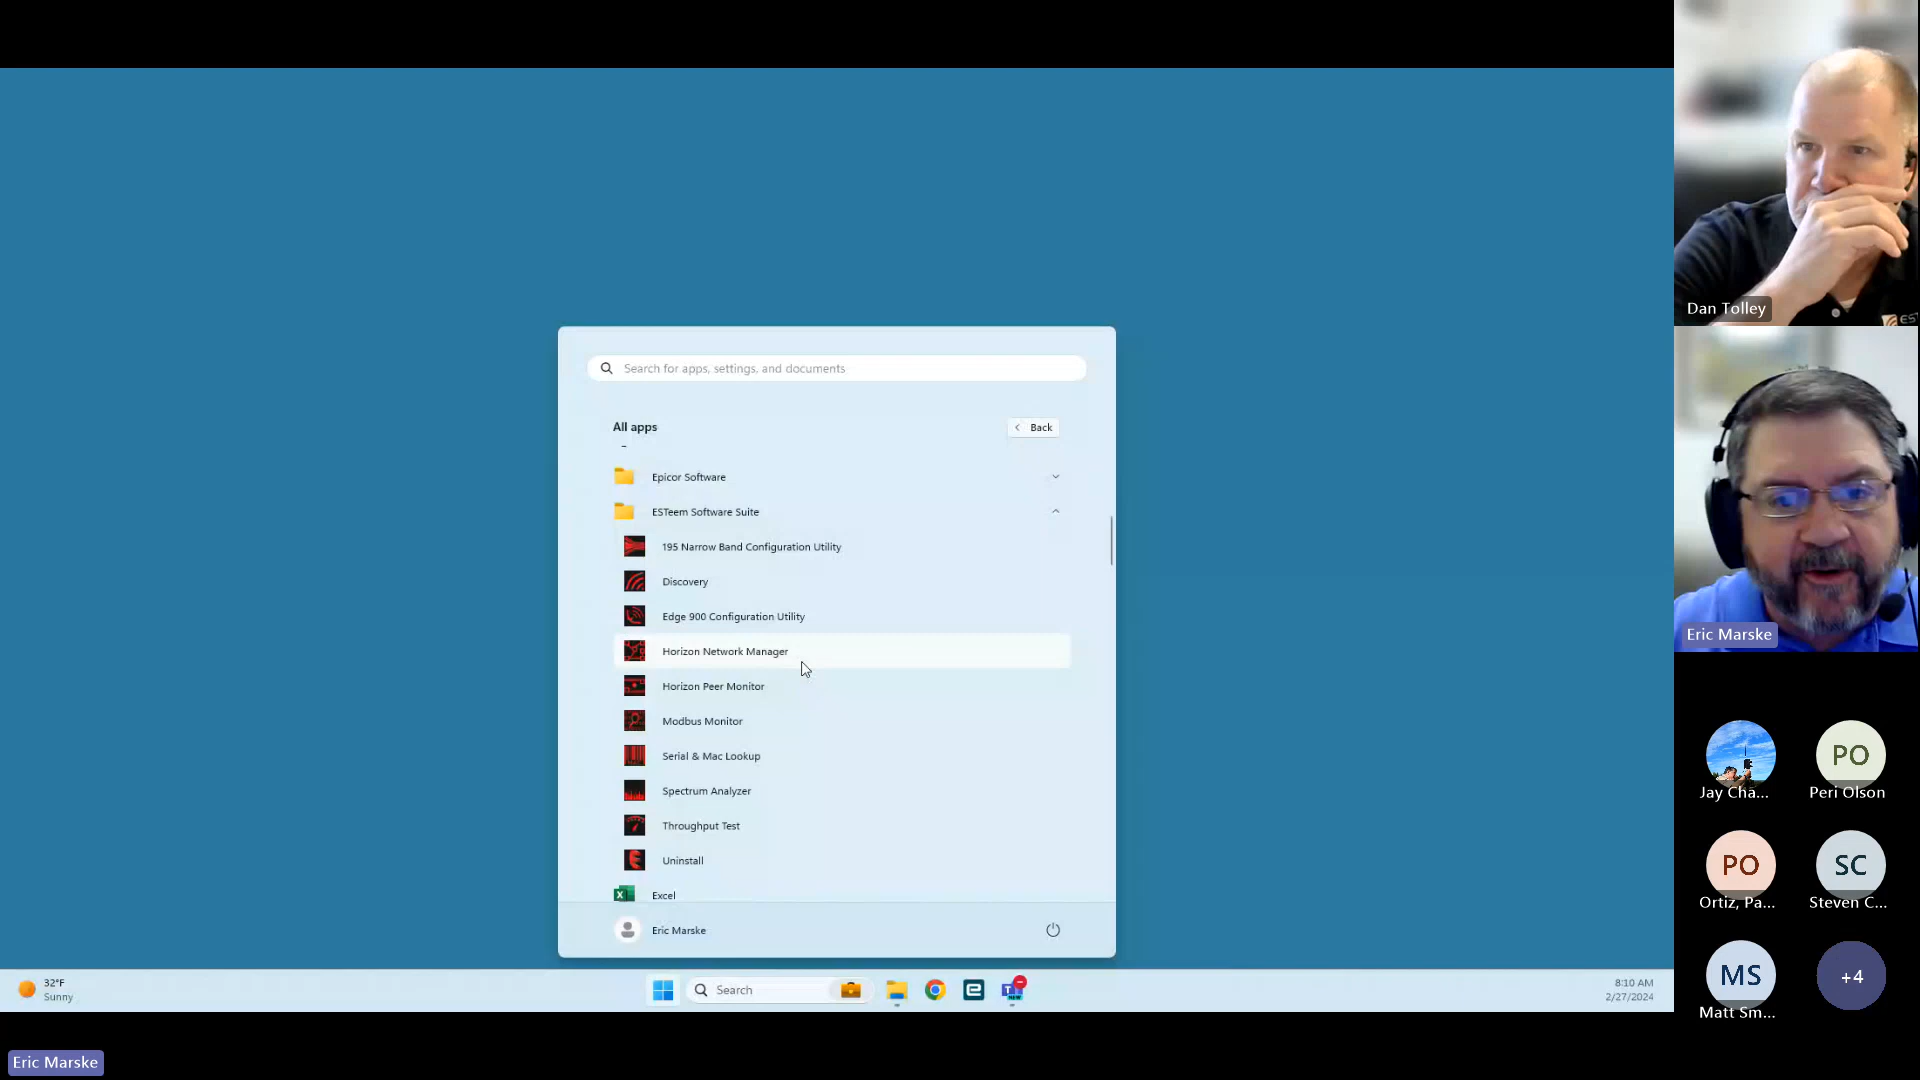 Search for apps, settings, and documents
All apps
Back
Epicor Software
ESTeem Software Suite
195 Narrow Band Configuration Utility
Discovery
Edge 900 Configuration Utility
Horizon Network Manager
Horizon Peer Monitor
Modbus Monitor
Serial & Mac Lookup
Spectrum Analyzer
Throughput Test
Uninstall
Excel
Eric Marske
32°F
Sunny
Search
8:10 AM
2/27/2024
Eric Marske
Dan Tolley
EST
Eric Marske
PO
Jay Cha...
Peri Olson
PO
SC
Ortiz, Pa...
Steven C...
MS
+4
Matt Sm...